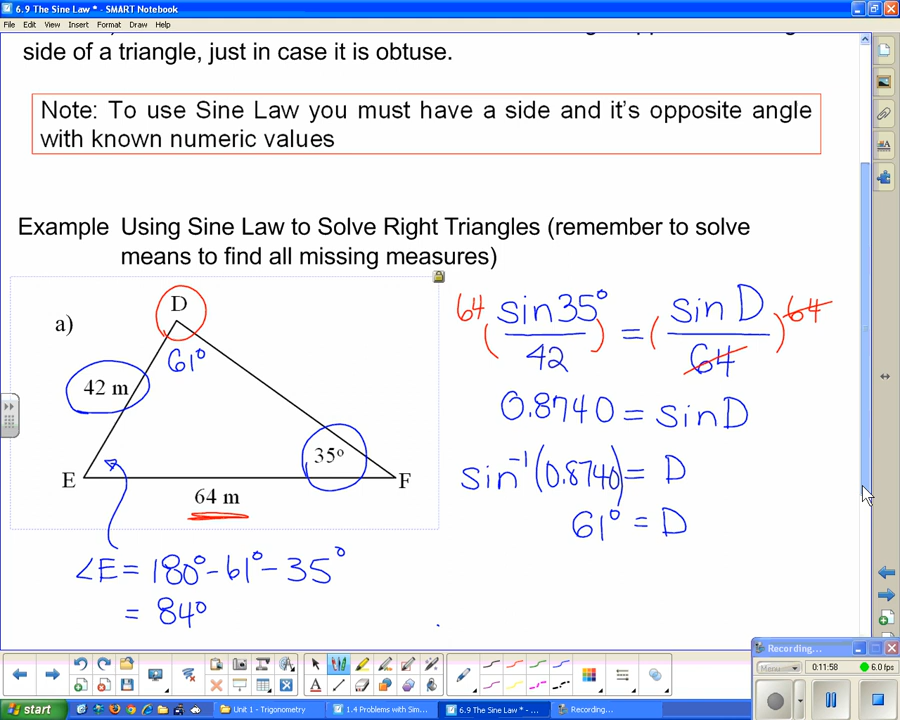 6.9 The Sine Law * - SMART Notebook
File Edit View Insert Format Draw Help
side of a triangle, just in case it is obtuse.
Note: To use Sine Law you must have a side and it's opposite angle
with known numeric values
Example Using Sine Law to Solve Right Triangles (remember to solve
means to find all missing measures)
a)
D
61°
42 m
35°
E
F
64 m
64 (sin35°/42) = (sin D/64) 64
0.8740 = sin D
sin⁻¹(0.8740) = D
61° = D
∠E = 180° - 61° - 35°
= 84°
Recording...
Menu
0:11:58
6.0 fps
start
Unit 1 - Trigonometry
1.4 Problems with Sim...
6.9 The Sine Law * - ...
Recording...